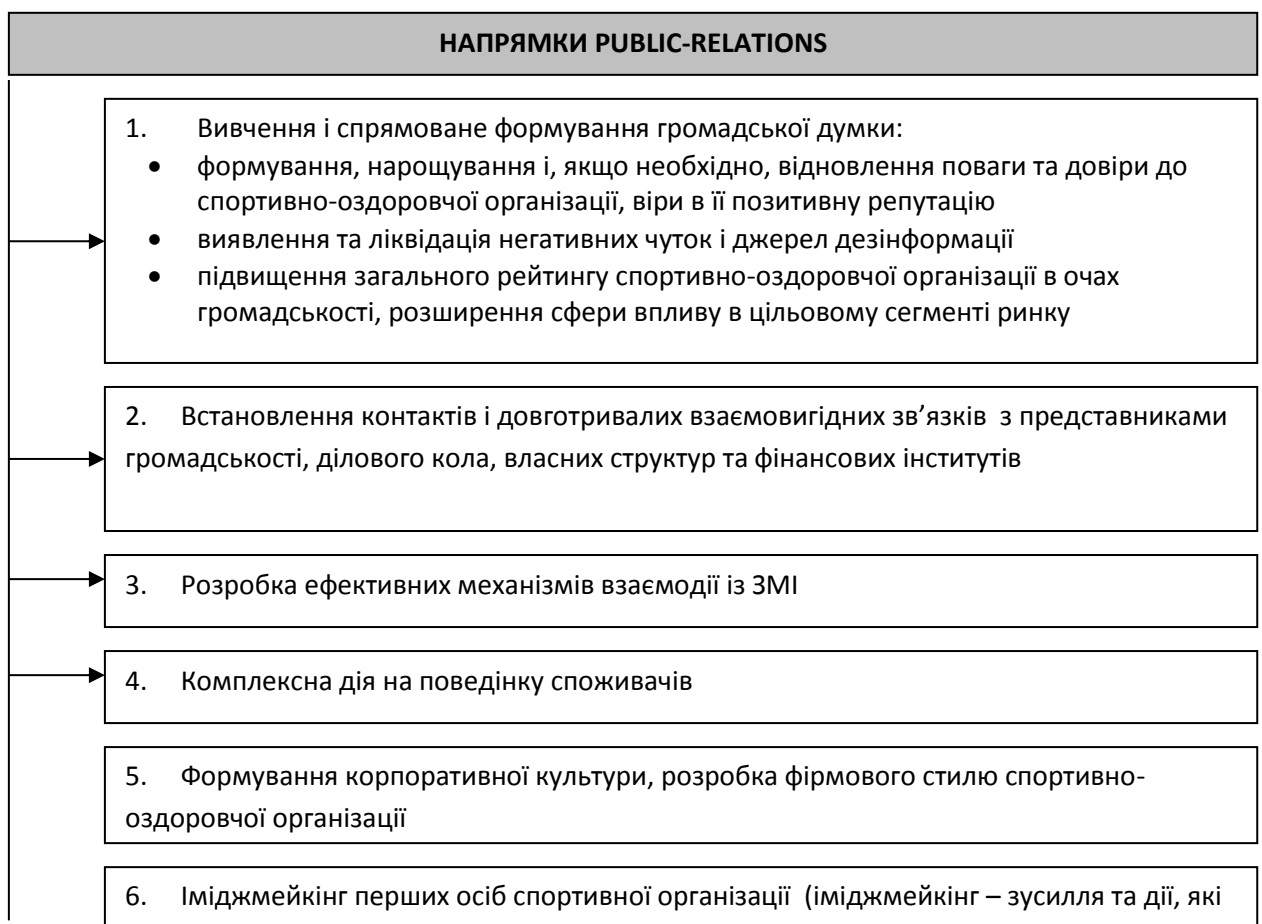 НАПРЯМКИ PUBLIC-RELATIONS
1. Вивчення і спрямоване формування громадської думки:
• формування, нарощування і, якщо необхідно, відновлення поваги та довіри до
спортивно-оздоровчої організації, віри в її позитивну репутацію
• виявлення та ліквідація негативних чуток і джерел дезінформації
• підвищення загального рейтингу спортивно-оздоровчої організації в очах
громадськості, розширення сфери впливу в цільовому сегменті ринку
2. Встановлення контактів і довготривалих взаємовигідних зв’язків з представниками
громадськості, ділового кола, власних структур та фінансових інститутів
3. Розробка ефективних механізмів взаємодії із ЗМІ
4. Комплексна дія на поведінку споживачів
5. Формування корпоративної культури, розробка фірмового стилю спортивно-
оздоровчої організації
6. Іміджмейкінг перших осіб спортивної організації (іміджмейкінг – зусилля та дії, які